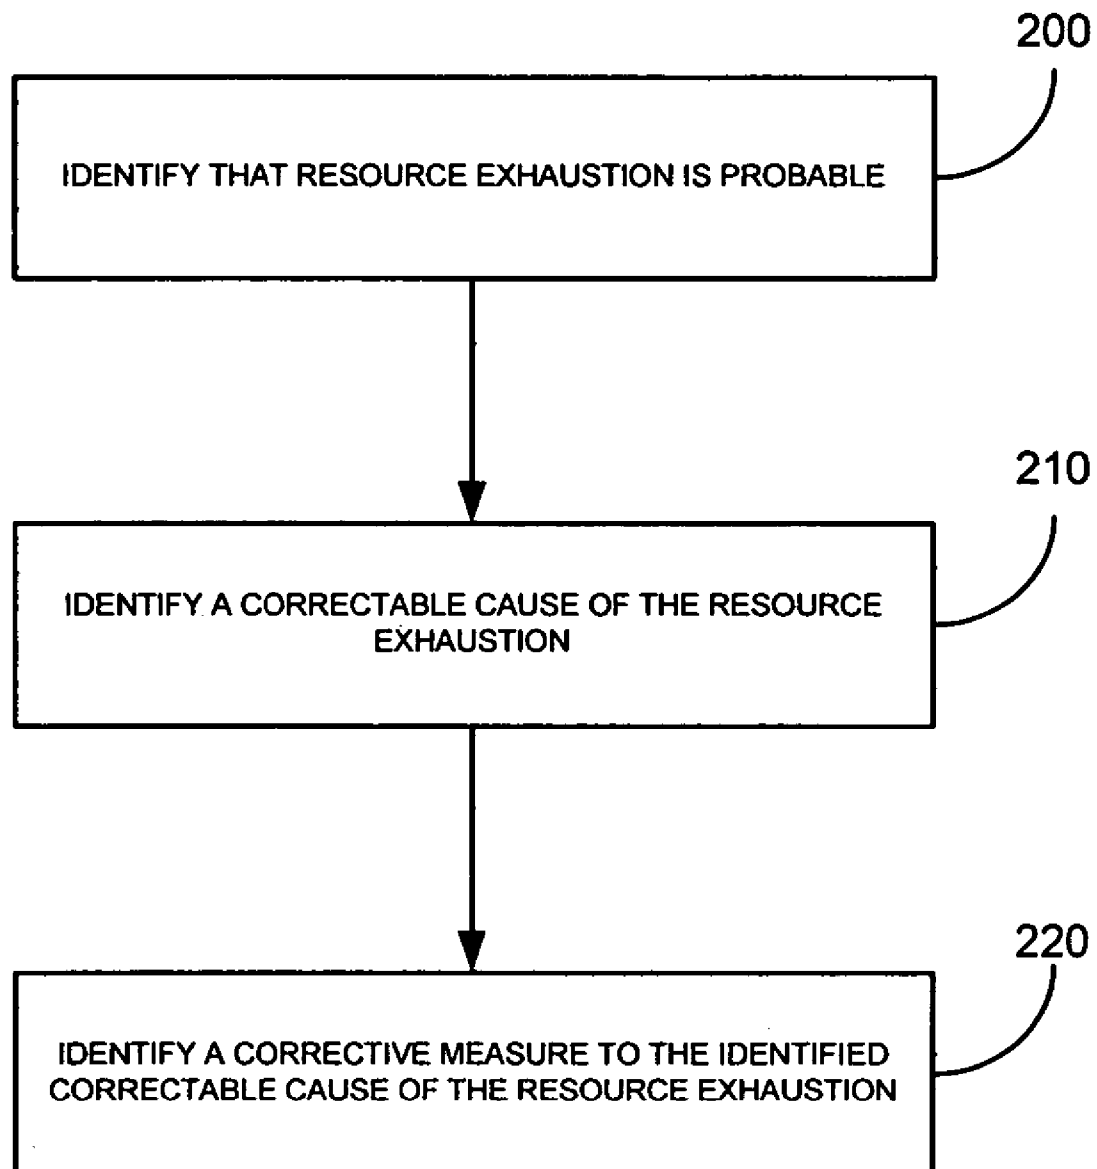 200
IDENTIFY THAT RESOURCE EXHAUSTION IS PROBABLE
210
IDENTIFY A CORRECTABLE CAUSE OF THE RESOURCE
EXHAUSTION
220
IDENTIFY A CORRECTIVE MEASURE TO THE IDENTIFIED
CORRECTABLE CAUSE OF THE RESOURCE EXHAUSTION